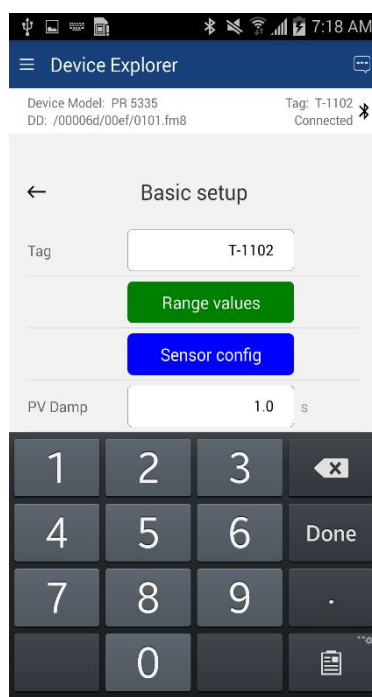 7:18 AM
Device Explorer
Device Model: PR 5335
Tag: T-1102
DD: /00006d/00ef/0101.fm8
Connected
Basic setup
Tag
T-1102
Range values
Sensor config
PV Damp
1.0
s
1 2 3
4 5 6 Done
7 8 9 .
0